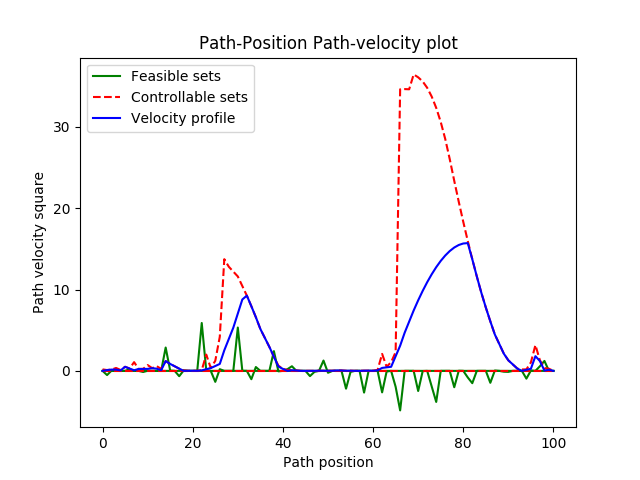 Path-Position Path-velocity plot
Feasible sets
Controllable sets
Velocity profile
30
20
10
0
Path velocity square
0 20 40 60 80 100
Path position